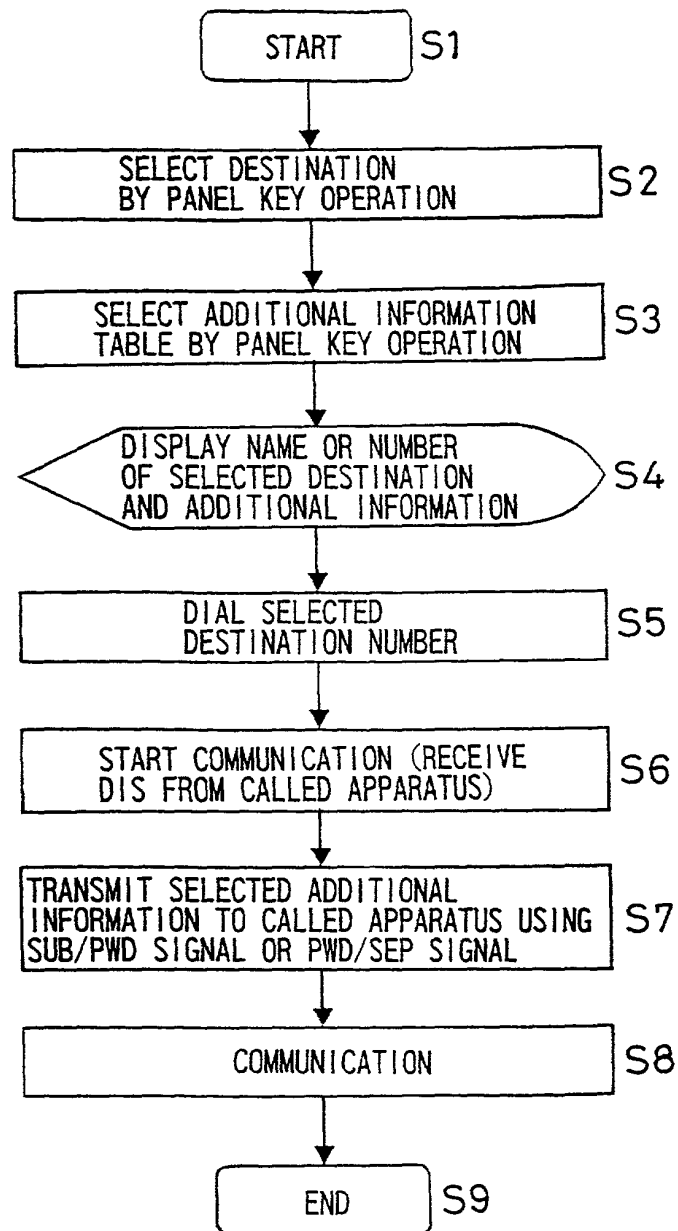 START S1
SELECT DESTINATION
BY PANEL KEY OPERATION
S2
SELECT ADDITIONAL INFORMATION
TABLE BY PANEL KEY OPERATION
S3
DISPLAY NAME OR NUMBER
OF SELECTED DESTINATION
AND ADDITIONAL INFORMATION
S4
DIAL SELECTED
DESTINATION NUMBER
S5
START COMMUNICATION (RECEIVE
DIS FROM CALLED APPARATUS)
S6
TRANSMIT SELECTED ADDITIONAL
INFORMATION TO CALLED APPARATUS USING
SUB/PWD SIGNAL OR PWD/SEP SIGNAL
S7
COMMUNICATION S8
END S9